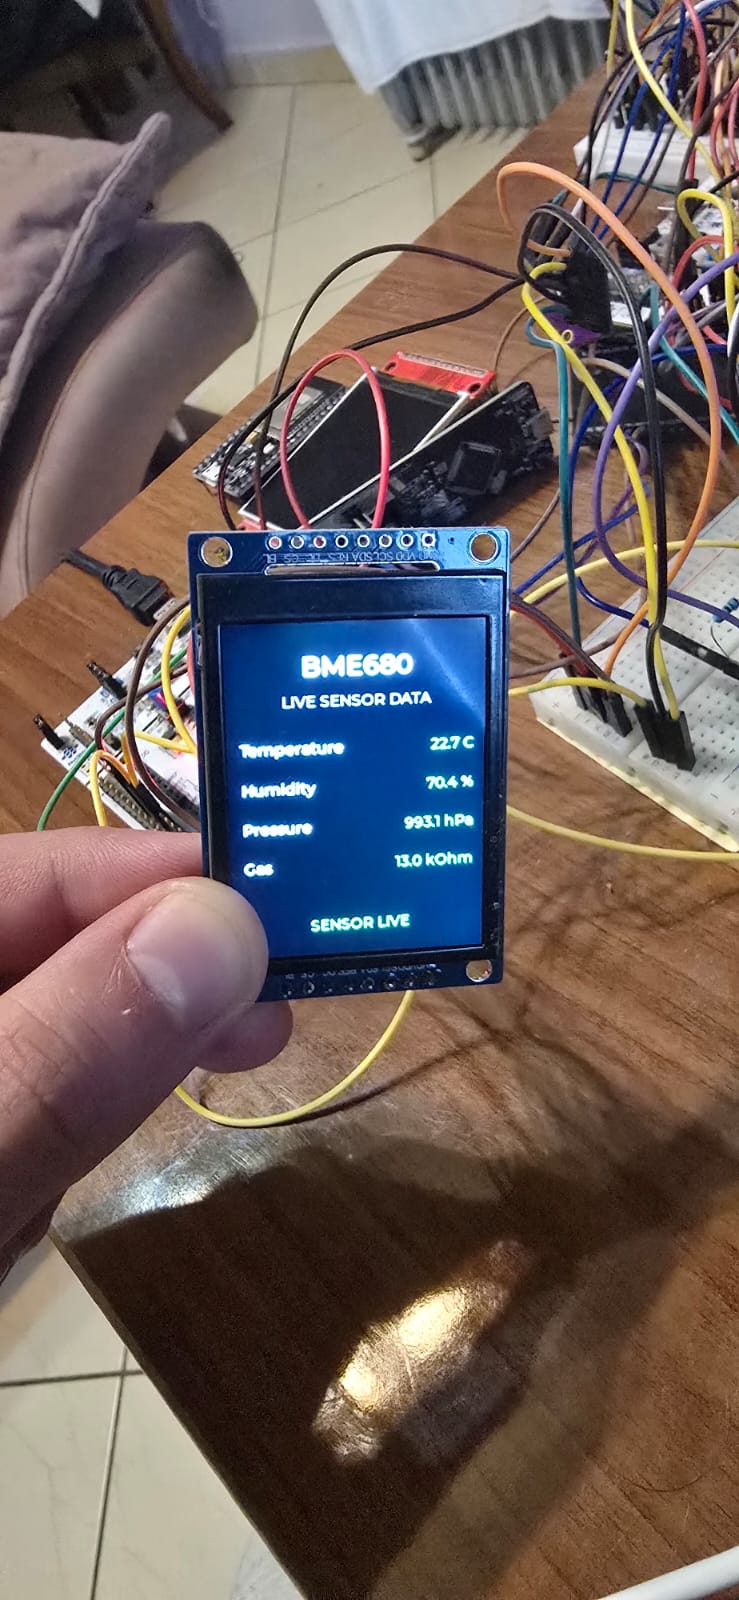 BME680
LIVE SENSOR DATA
Temperature 22.7 C
Humidity 70.4 %
Pressure 993.1 hPa
Gas 13.0 kOhm
SENSOR LIVE